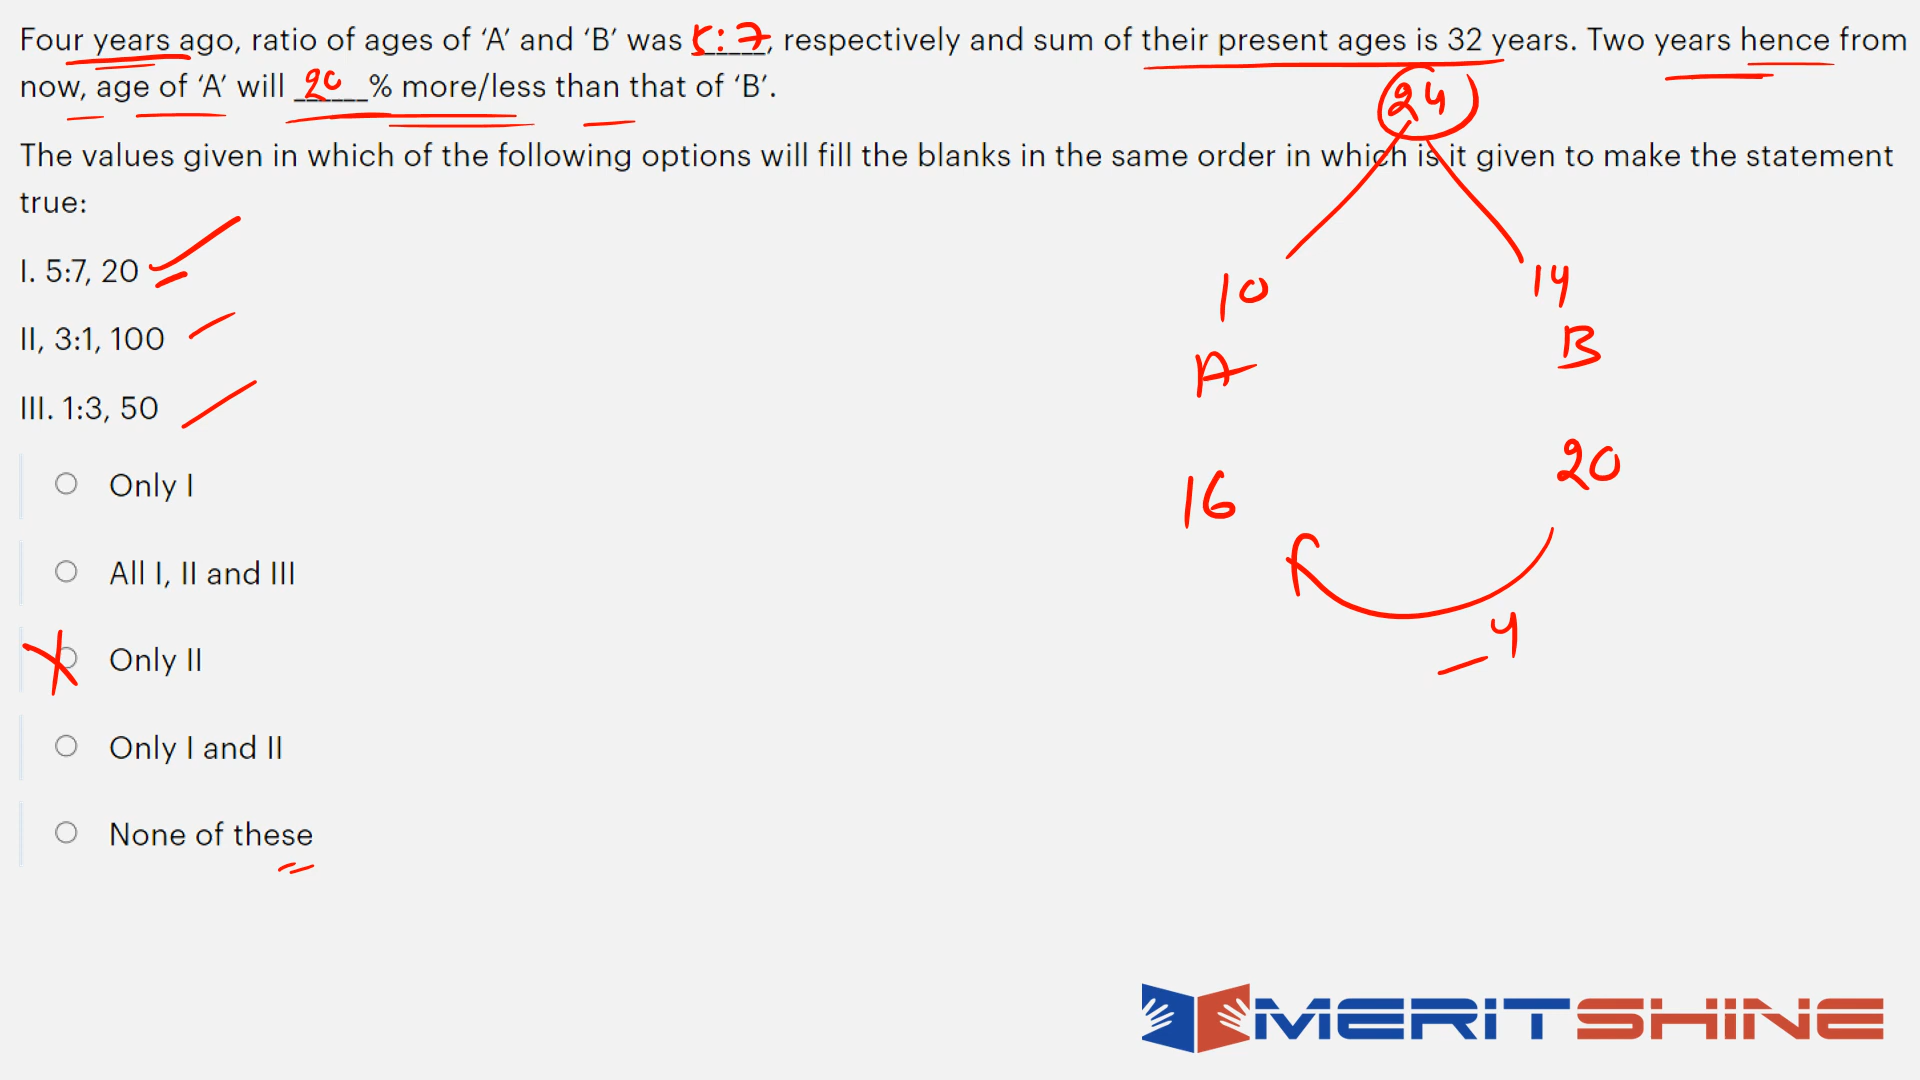 Four years ago, ratio of ages of ‘A’ and ‘B’ was 5:7, respectively and sum of their present ages is 32 years. Two years hence from
now, age of ‘A’ will 20% more/less than that of ‘B’.
24
The values given in which of the following options will fill the blanks in the same order in which is it given to make the statement
true:
I. 5:7, 20
10 14
II, 3:1, 100
A B
III. 1:3, 50
Only I
16 20
All I, II and III
-4
Only II
Only I and II
None of these
MERITSHINE